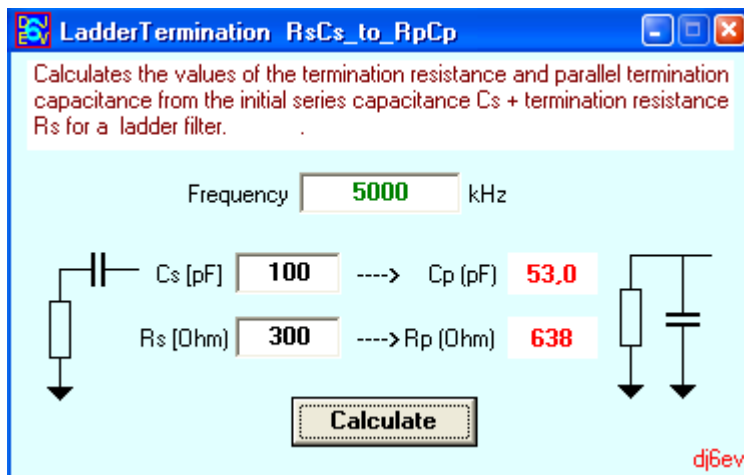 LadderTermination RsCs_to_RpCp
Calculates the values of the termination resistance and parallel termination
capacitance from the initial series capacitance Cs + termination resistance
Rs for a ladder filter. .
Frequency 5000 kHz
Cs [pF] 100 ----> Cp (pF) 53,0
Rs [Ohm) 300 ----> Rp (Ohm) 638
Calculate
dj6ev